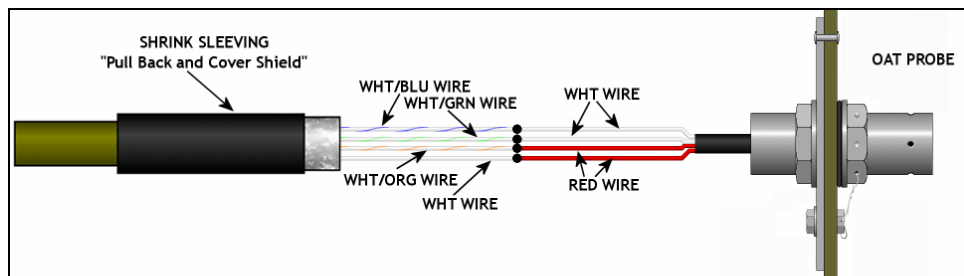 SHRINK SLEEVING
"Pull Back and Cover Shield"
OAT PROBE
WHT/BLU WIRE
WHT/GRN WIRE
WHT WIRE
WHT/ORG WIRE
WHT WIRE
RED WIRE